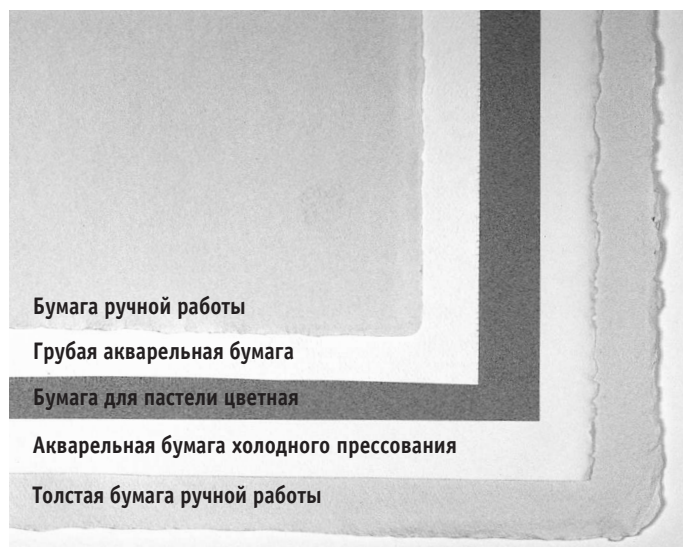 Бумага ручной работы
Грубая акварельная бумага
Бумага для пастели цветная
Акварельная бумага холодного прессования
Толстая бумага ручной работы